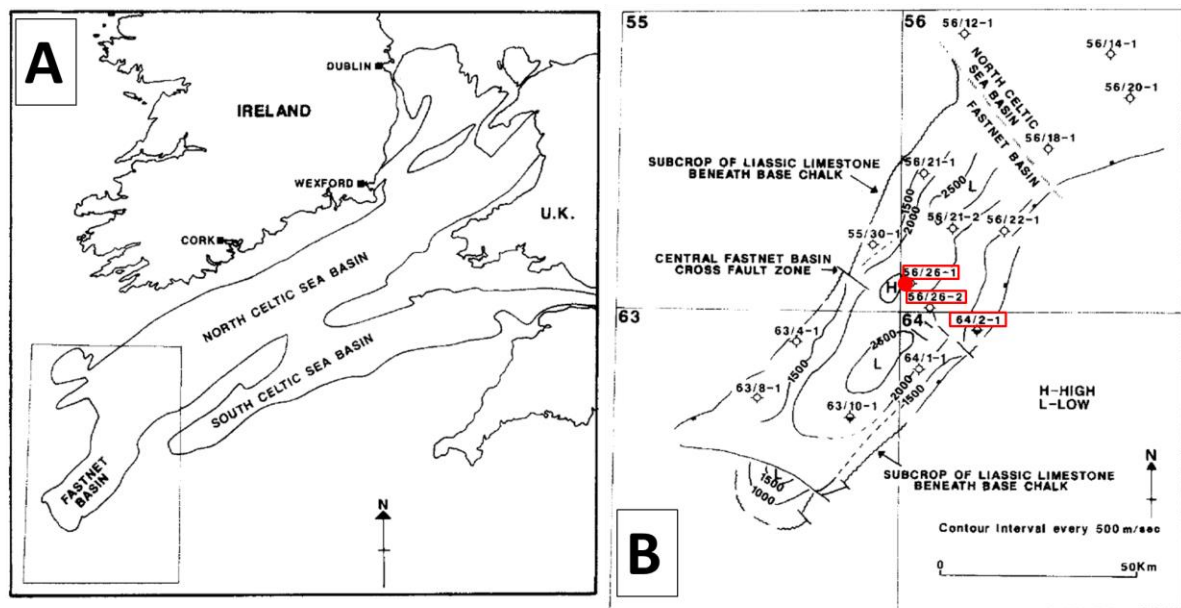 A
DUBLIN
IRELAND
WEXFORD
U.K.
CORK
NORTH CELTIC SEA BASIN
SOUTH CELTIC SEA BASIN
FASTNET
BASIN
N
B
55
56
56/12-1
56/14-1
NORTH CELTIC
SEA BASIN
56/20-1
FASTNET BASIN
56/18-1
SUBCROP OF LIASSIC LIMESTONE
BENEATH BASE CHALK
56/21-1
L
2500
1500
2000
56/21-2
56/22-1
55/30-1
CENTRAL FASTNET BASIN
CROSS FAULT ZONE
56/26-1
H
56/26-2
63
64
64/2-1
63/4-1
2500
L
64/1-1
1500
2000
1500
63/8-1
63/10-1
H-HIGH
L-LOW
N
SUBCROP OF LIASSIC LIMESTONE
BENEATH BASE CHALK
L
1500
1000
Contour Interval every 500 m/sec
0
50Km